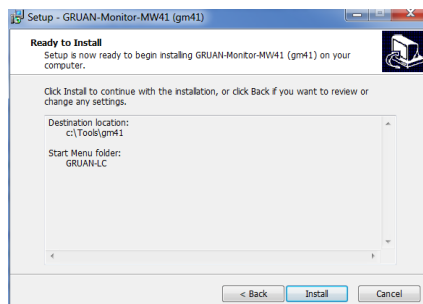 Setup - GRUAN-Monitor-MW41 (gm41)
Ready to Install
Setup is now ready to begin installing GRUAN-Monitor-MW41 (gm41) on your
computer.
Click Install to continue with the installation, or click Back if you want to review or
change any settings.
Destination location:
c:\Tools\gm41
Start Menu folder:
GRUAN-LC
< Back
Install
Cancel